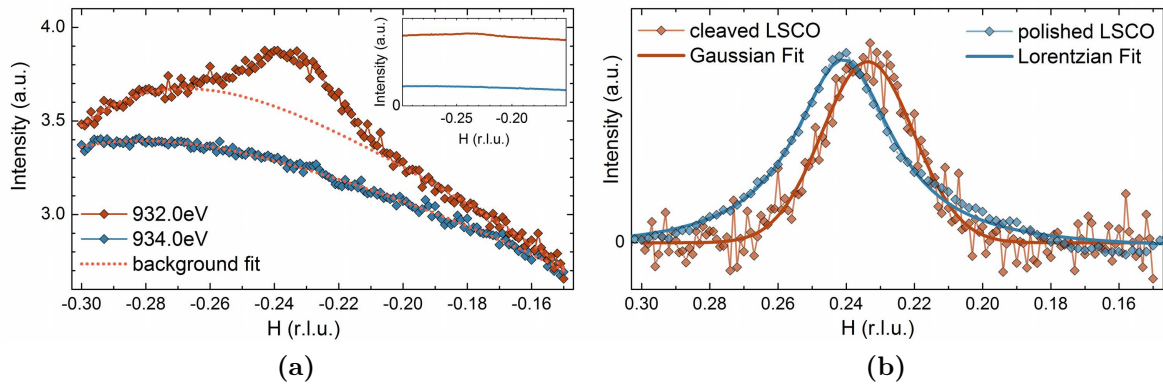 4.0
3.8
3.4
3.0
Intensity (a.u.)
932.0eV
934.0eV
background fit
-0.30 -0.28 -0.26 -0.24 -0.22 -0.20 -0.18 -0.16
H (r.l.u.)
Intensity (a.u.)
0
-0.25 -0.20
H (r.l.u.)
(a)
cleaved LSCO
Gaussian Fit
polished LSCO
Lorentzian Fit
Intensity (a.u.)
0
0.30 0.28 0.26 0.24 0.22 0.20 0.18 0.16
H (r.l.u.)
(b)